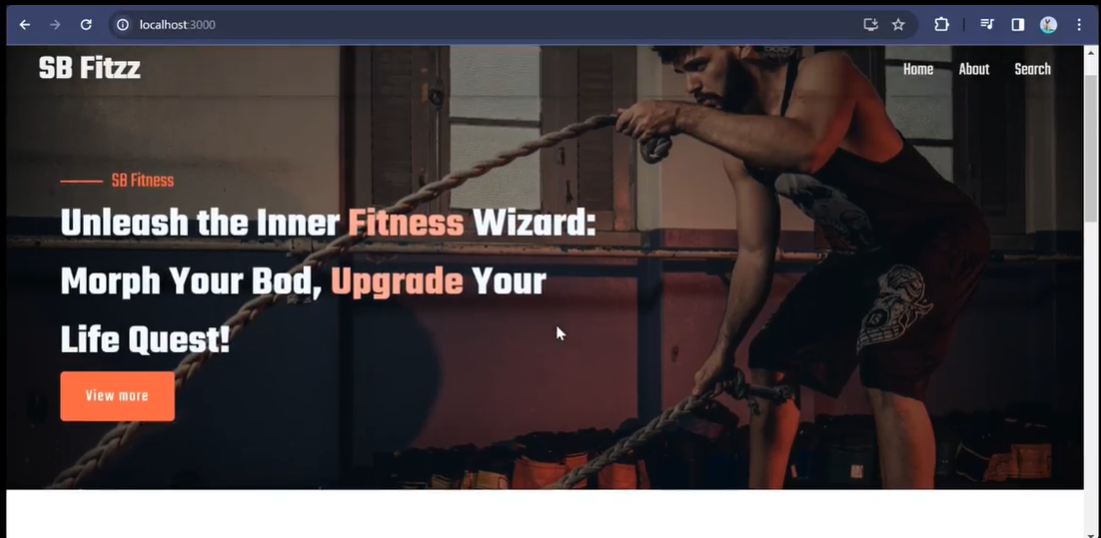 localhost:3000
SB Fitzz
Home About Search
SB Fitness
Unleash the Inner Fitness Wizard:
Morph Your Bod, Upgrade Your
Life Quest!
View more